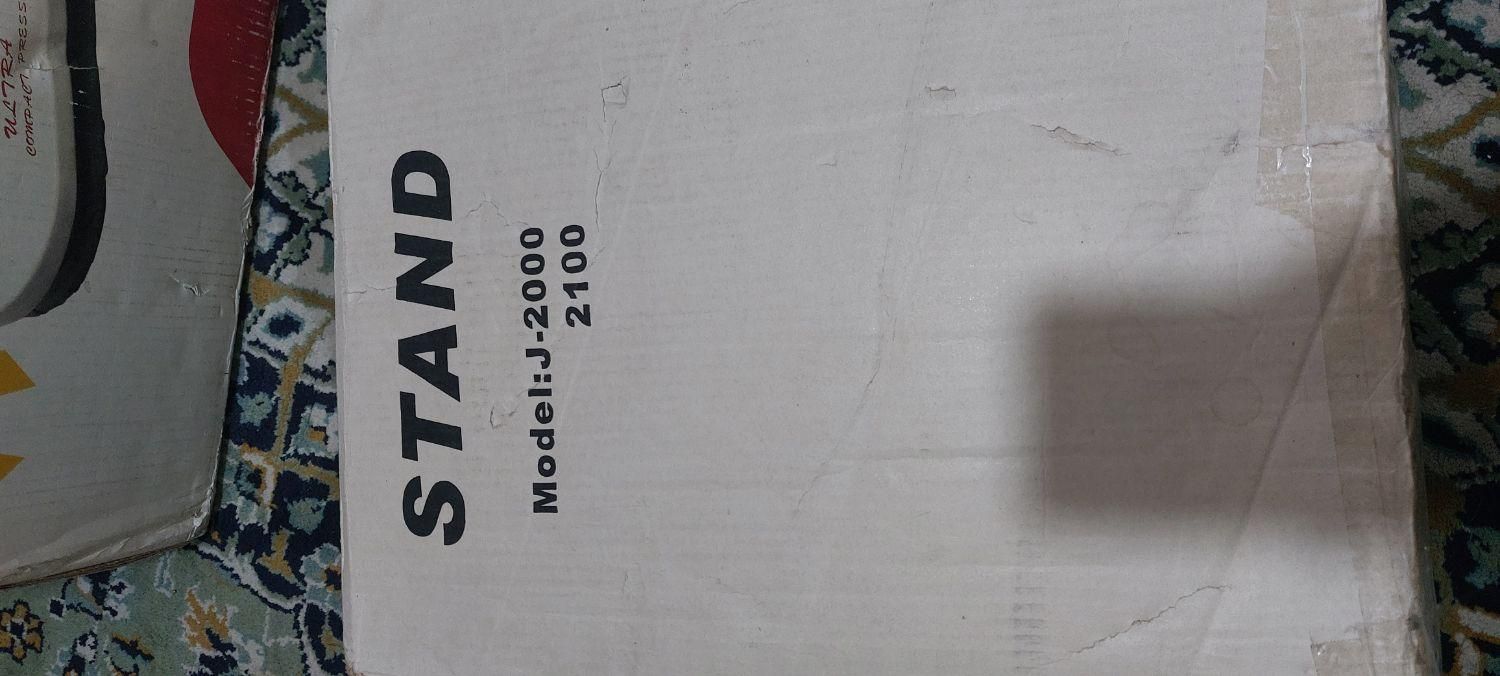 ULTRA
COMPACT PRESS
STAND
Model:J-2000
2100